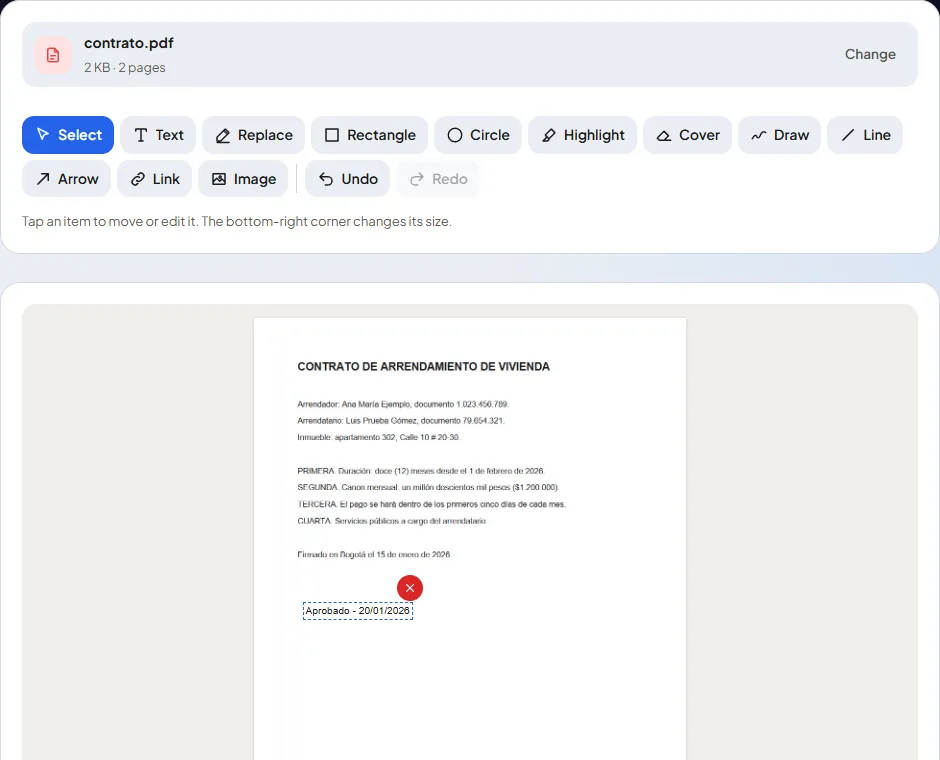 contrato.pdf
2 KB · 2 pages
Change
Select
Text
Replace
Rectangle
Circle
Highlight
Cover
Draw
Line
Arrow
Link
Image
Undo
Redo
Tap an item to move or edit it. The bottom-right corner changes its size.
CONTRATO DE ARRENDAMIENTO DE VIVIENDA
Arrendador: Ana María Ejemplo, documento 1.023.456.789.
Arrendatario: Luis Prueba Gómez, documento 79.654.321.
Inmueble: apartamento 302, Calle 10 # 20-30.
PRIMERA. Duración: doce (12) meses desde el 1 de febrero de 2026.
SEGUNDA. Canon mensual: un millón doscientos mil pesos ($1.200.000).
TERCERA. El pago se hará dentro de los primeros cinco días de cada mes.
CUARTA. Servicios públicos a cargo del arrendatario.
Firmado en Bogotá el 15 de enero de 2026.
Aprobado - 20/01/2026